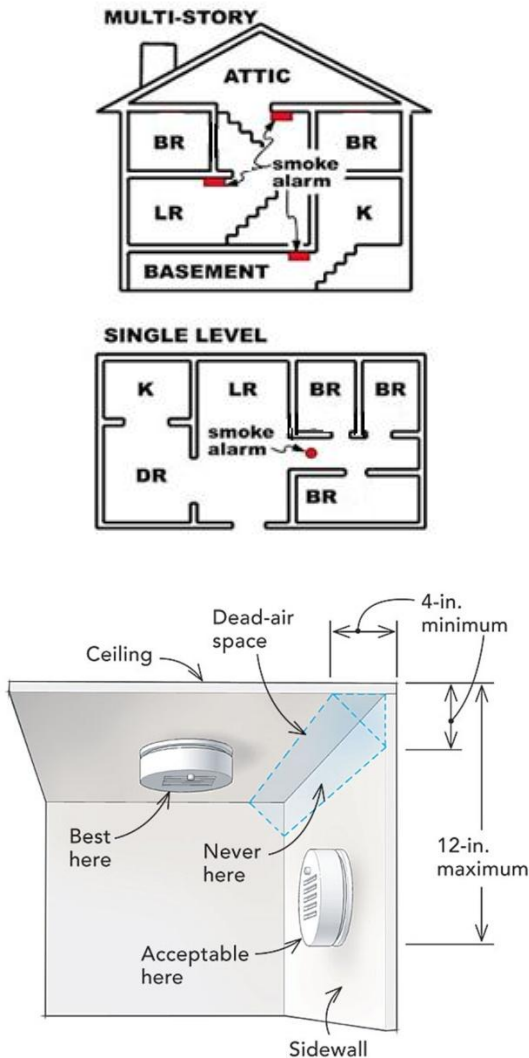 MULTI-STORY
ATTIC
BR
BR
smoke
alarm
LR
K
BASEMENT
SINGLE LEVEL
K
LR
BR
BR
smoke
alarm
DR
BR
4-in.
minimum
Dead-air
space
Ceiling
Best
here
Never
here
12-in.
maximum
Acceptable
here
Sidewall